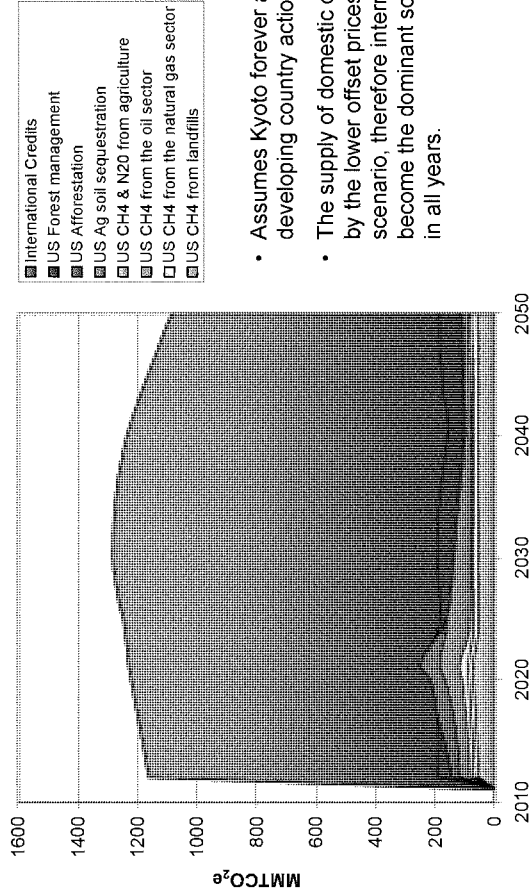 1600
1400
1200
1000
800
600
400
200
0
MMTCO₂e
2010
2020
2030
2040
2050
International Credits
US Forest management
US Afforestation
US Ag soil sequestration
US CH4 & N20 from agriculture
US CH4 from the oil sector
US CH4 from the natural gas sector
US CH4 from landfills
• Assumes Kyoto forever a
developing country actio
• The supply of domestic
by the lower offset prices
scenario, therefore inter
become the dominant so
in all years.